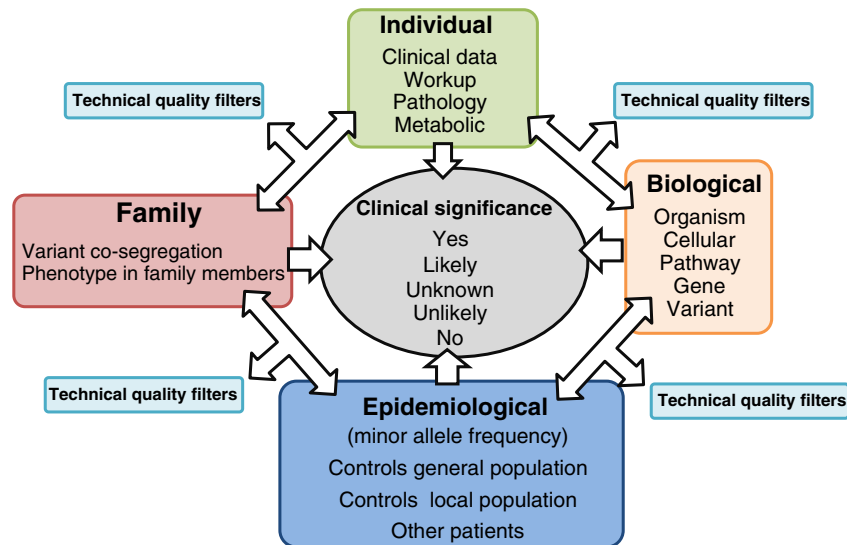 Individual
Clinical data
Workup
Pathology
Metabolic
Technical quality filters
Technical quality filters
Family
Variant co-segregation
Phenotype in family members
Clinical significance
Yes
Likely
Unknown
Unlikely
No
Biological
Organism
Cellular
Pathway
Gene
Variant
Technical quality filters
Technical quality filters
Epidemiological
(minor allele frequency)
Controls general population
Controls local population
Other patients